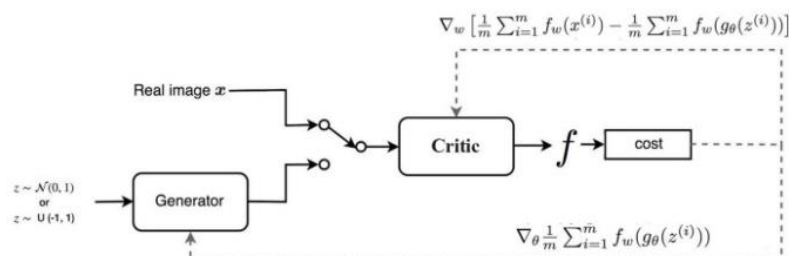 ∇_w [1/m ∑_{i=1}^{m} f_w(x^{(i)}) − 1/m ∑_{i=1}^{m} f_w(g_θ(z^{(i)}))]
Real image x
Critic
f
cost
z ~ N(0, 1)
or
z ~ U (-1, 1)
Generator
∇_θ 1/m ∑_{i=1}^{m} f_w(g_θ(z^{(i)}))